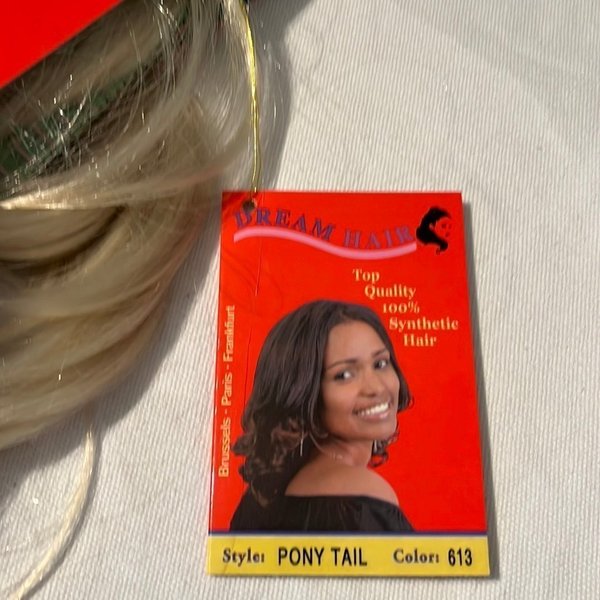 DREAM HAIR
Top
Quality
100%
Synthetic
Hair
Brussels - Paris - Frankfurt
Style: PONY TAIL Color: 613